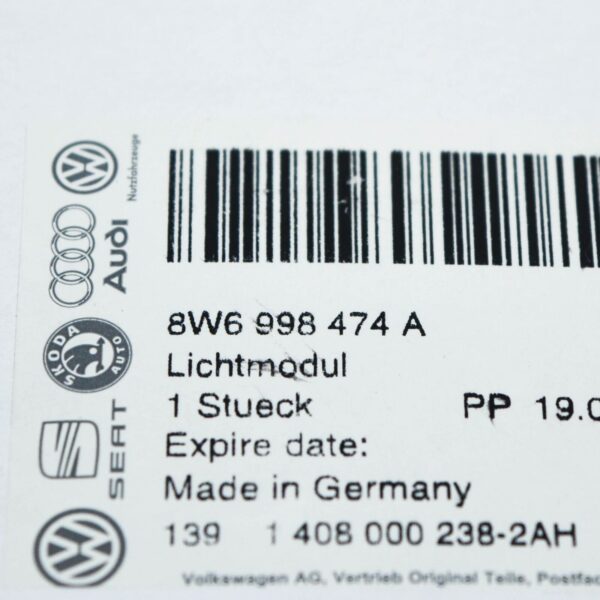 Nutzfahrzeuge
Audi
ŠKODA
AUTO
SEAT
8W6 998 474 A
Lichtmodul
1 Stueck PP 19.0
Expire date:
Made in Germany
139 1 408 000 238-2AH
Volkswagen AG, Vertrieb Original Teile, Postfac